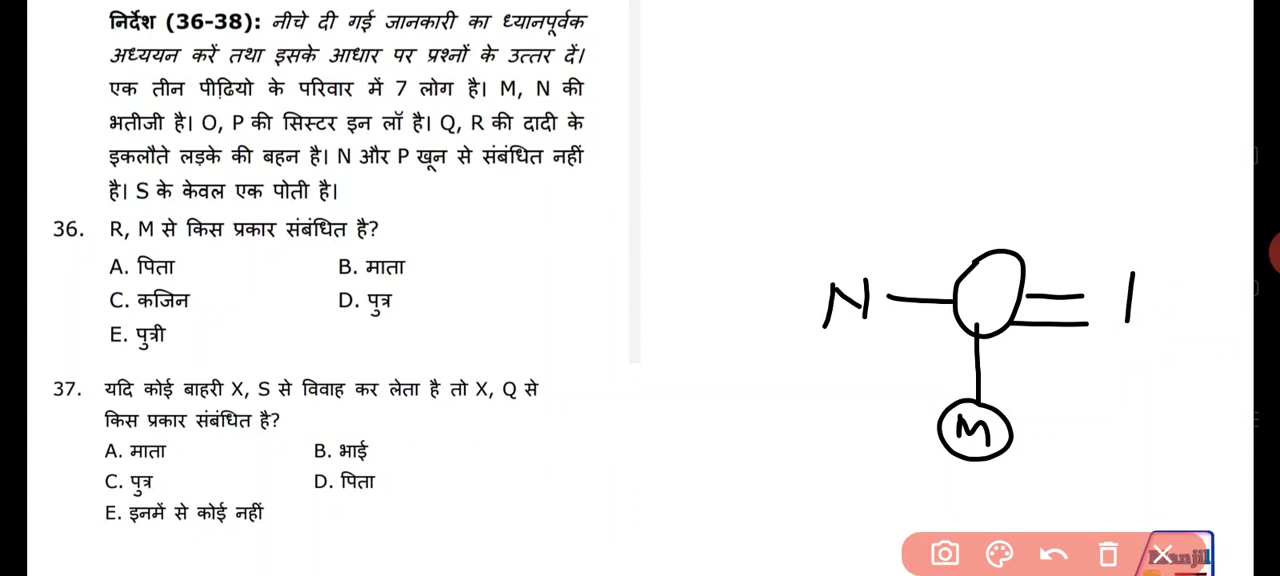 निर्देश (36-38): नीचे दी गई जानकारी का ध्यानपूर्वक
अध्ययन करें तथा इसके आधार पर प्रश्नों के उत्तर दें।
एक तीन पीढ़ियो के परिवार में 7 लोग है। M, N की
भतीजी है। O, P की सिस्टर इन लॉ है। Q, R की दादी के
इकलौते लड़के की बहन है। N और P खून से संबंधित नहीं
है। S के केवल एक पोती है।
36. R, M से किस प्रकार संबंधित है?
A. पिता B. माता
C. कजिन D. पुत्र
E. पुत्री
37. यदि कोई बाहरी X, S से विवाह कर लेता है तो X, Q से
किस प्रकार संबंधित है?
A. माता B. भाई
C. पुत्र D. पिता
E. इनमें से कोई नहीं
N
M